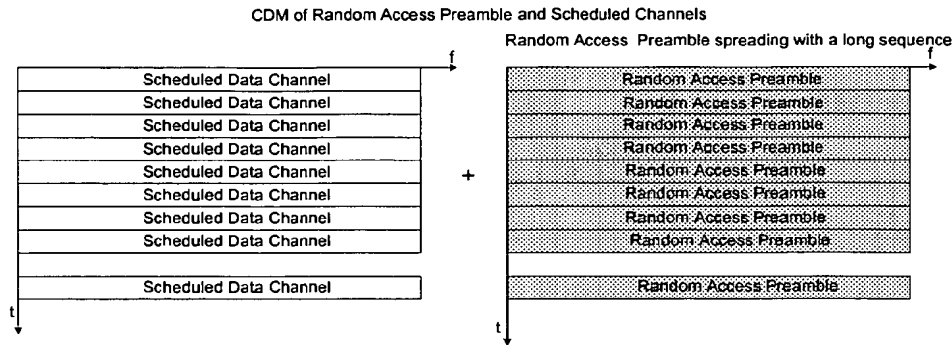 CDM of Random Access Preamble and Scheduled Channels
Random Access Preamble spreading with a long sequence
f
f
Scheduled Data Channel
Scheduled Data Channel
Scheduled Data Channel
Scheduled Data Channel
Scheduled Data Channel
Scheduled Data Channel
Scheduled Data Channel
Scheduled Data Channel
Scheduled Data Channel
t
+
Random Access Preamble
Random Access Preamble
Random Access Preamble
Random Access Preamble
Random Access Preamble
Random Access Preamble
Random Access Preamble
Random Access Preamble
Random Access Preamble
t